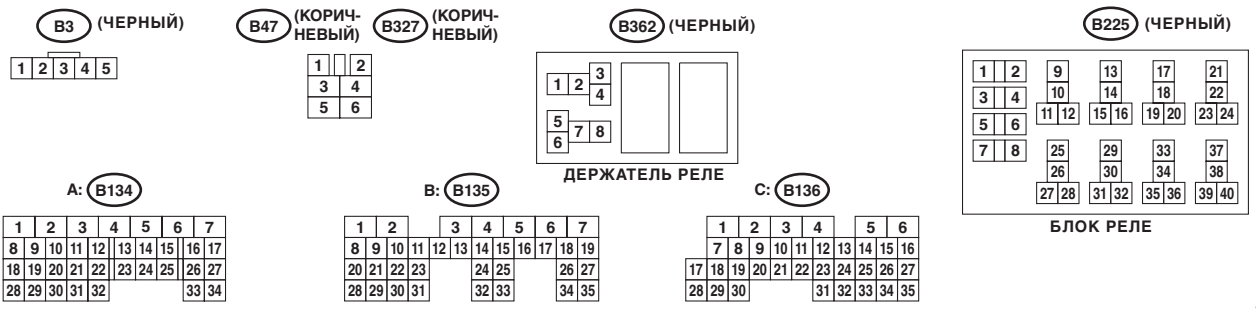 B3 (ЧЕРНЫЙ)
1 2 3 4 5
B47 (КОРИЧ-
НЕВЫЙ)
1 2
3 4
5 6
B327 (КОРИЧ-
НЕВЫЙ)
B362 (ЧЕРНЫЙ)
3
1 2
4
5
7 8
6
ДЕРЖАТЕЛЬ РЕЛЕ
B225 (ЧЕРНЫЙ)
1 2 9 13 17 21
3 4 10 14 18 22
5 6 11 12 15 16 19 20 23 24
7 8 25 29 33 37
26 30 34 38
27 28 31 32 35 36 39 40
БЛОК РЕЛЕ
A: B134
1 2 3 4 5 6 7
8 9 10 11 12 13 14 15 16 17
18 19 20 21 22 23 24 25 26 27
28 29 30 31 32 33 34
B: B135
1 2 3 4 5 6 7
8 9 10 11 12 13 14 15 16 17 18 19
20 21 22 23 24 25 26 27
28 29 30 31 32 33 34 35
C: B136
1 2 3 4 5 6
7 8 9 10 11 12 13 14 15 16
17 18 19 20 21 22 23 24 25 26 27
28 29 30 31 32 33 34 35